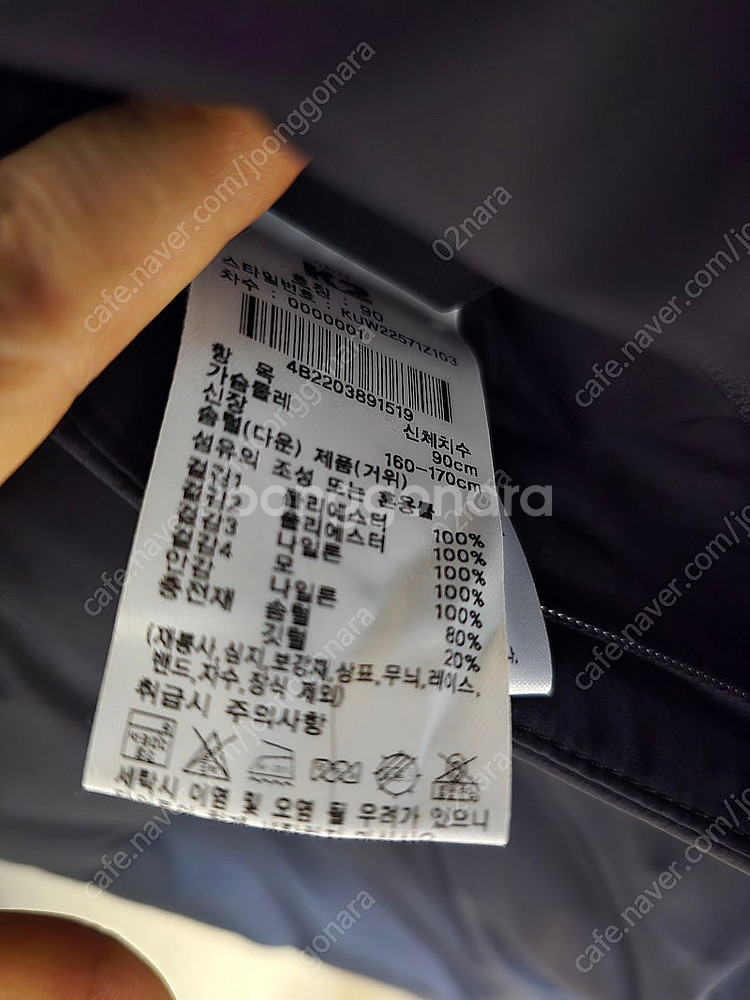 K2
호칭 : 90
스타일번호 : KUW22571Z103
차수 : 0000001
4B2203891519
항 목 신체치수
가슴둘레 90cm
신장 160-170cm
솜털(다운) 제품(거위)
섬유의 조성 또는 혼용률
겉감1 폴리에스터 100%
겉감2 폴리에스터 100%
겉감3 나일론 100%
겉감4 모 100%
안감 나일론 100%
충전재 솜털 80%
깃털 20%
(재봉사,심지,보강재,상표,무늬,레이스,
밴드,자수,장식 제외)
취급시 주의사항
세탁시 이염 및 오염 될 우려가 있으니
joonggonara
cafe.naver.com/joonggonara
02nara